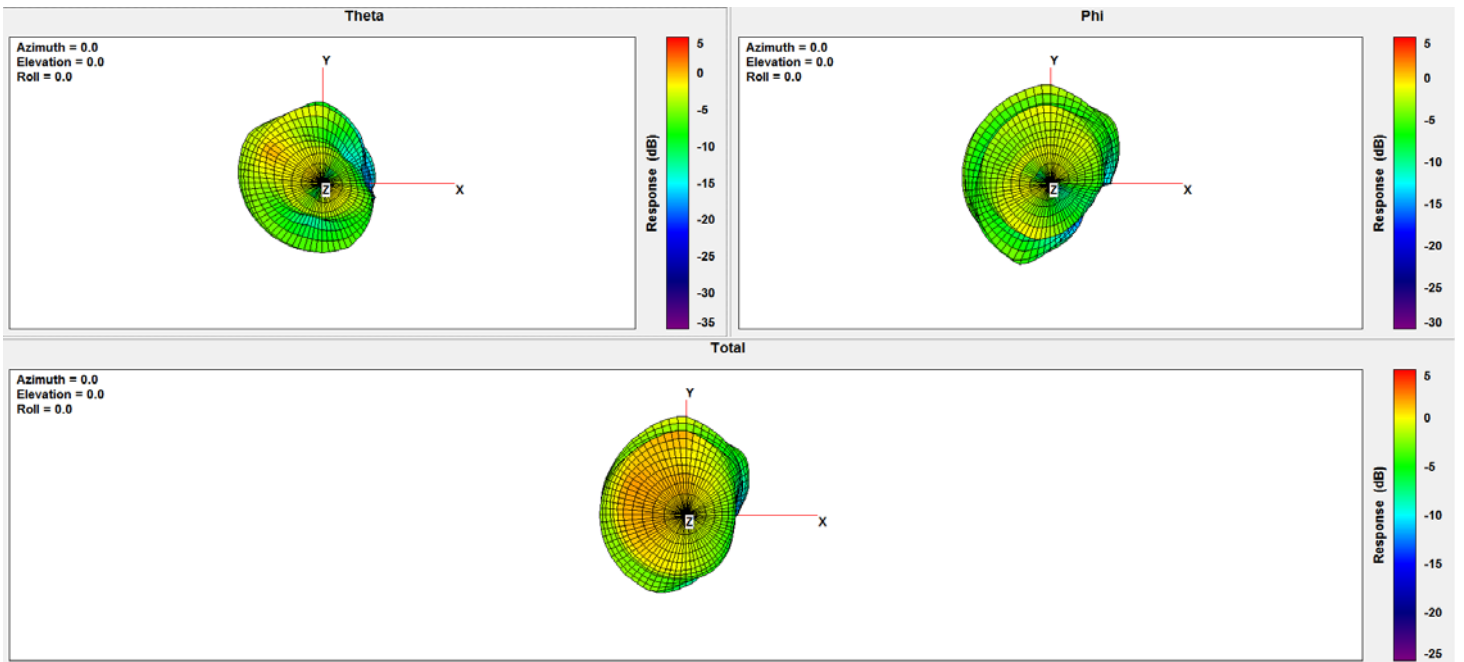 Theta
Azimuth = 0.0
Elevation = 0.0
Roll = 0.0
Y
X
Z
5
0
-5
-10
-15
-20
-25
-30
-35
Response (dB)
Phi
Azimuth = 0.0
Elevation = 0.0
Roll = 0.0
Y
X
Z
5
0
-5
-10
-15
-20
-25
-30
Response (dB)
Total
Azimuth = 0.0
Elevation = 0.0
Roll = 0.0
Y
X
Z
5
0
-5
-10
-15
-20
-25
Response (dB)